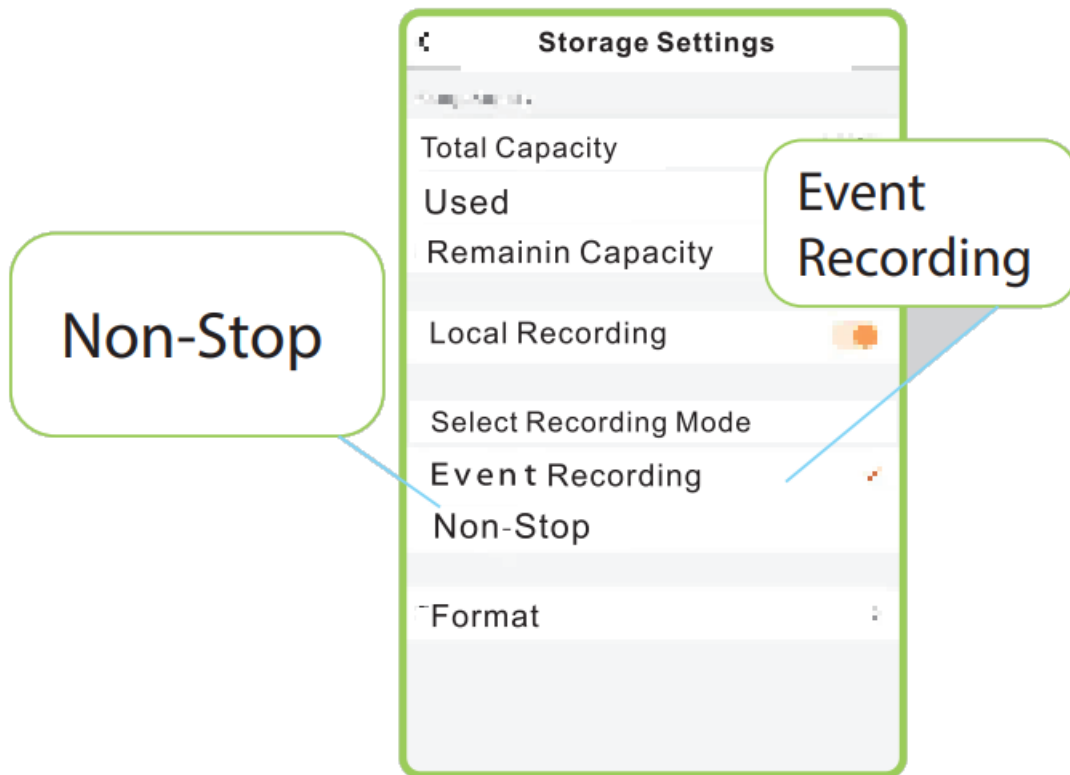 Storage Settings
Total Capacity
Used
Remainin Capacity
Event
Recording
Non-Stop
Local Recording
Select Recording Mode
Event Recording
Non-Stop
Format